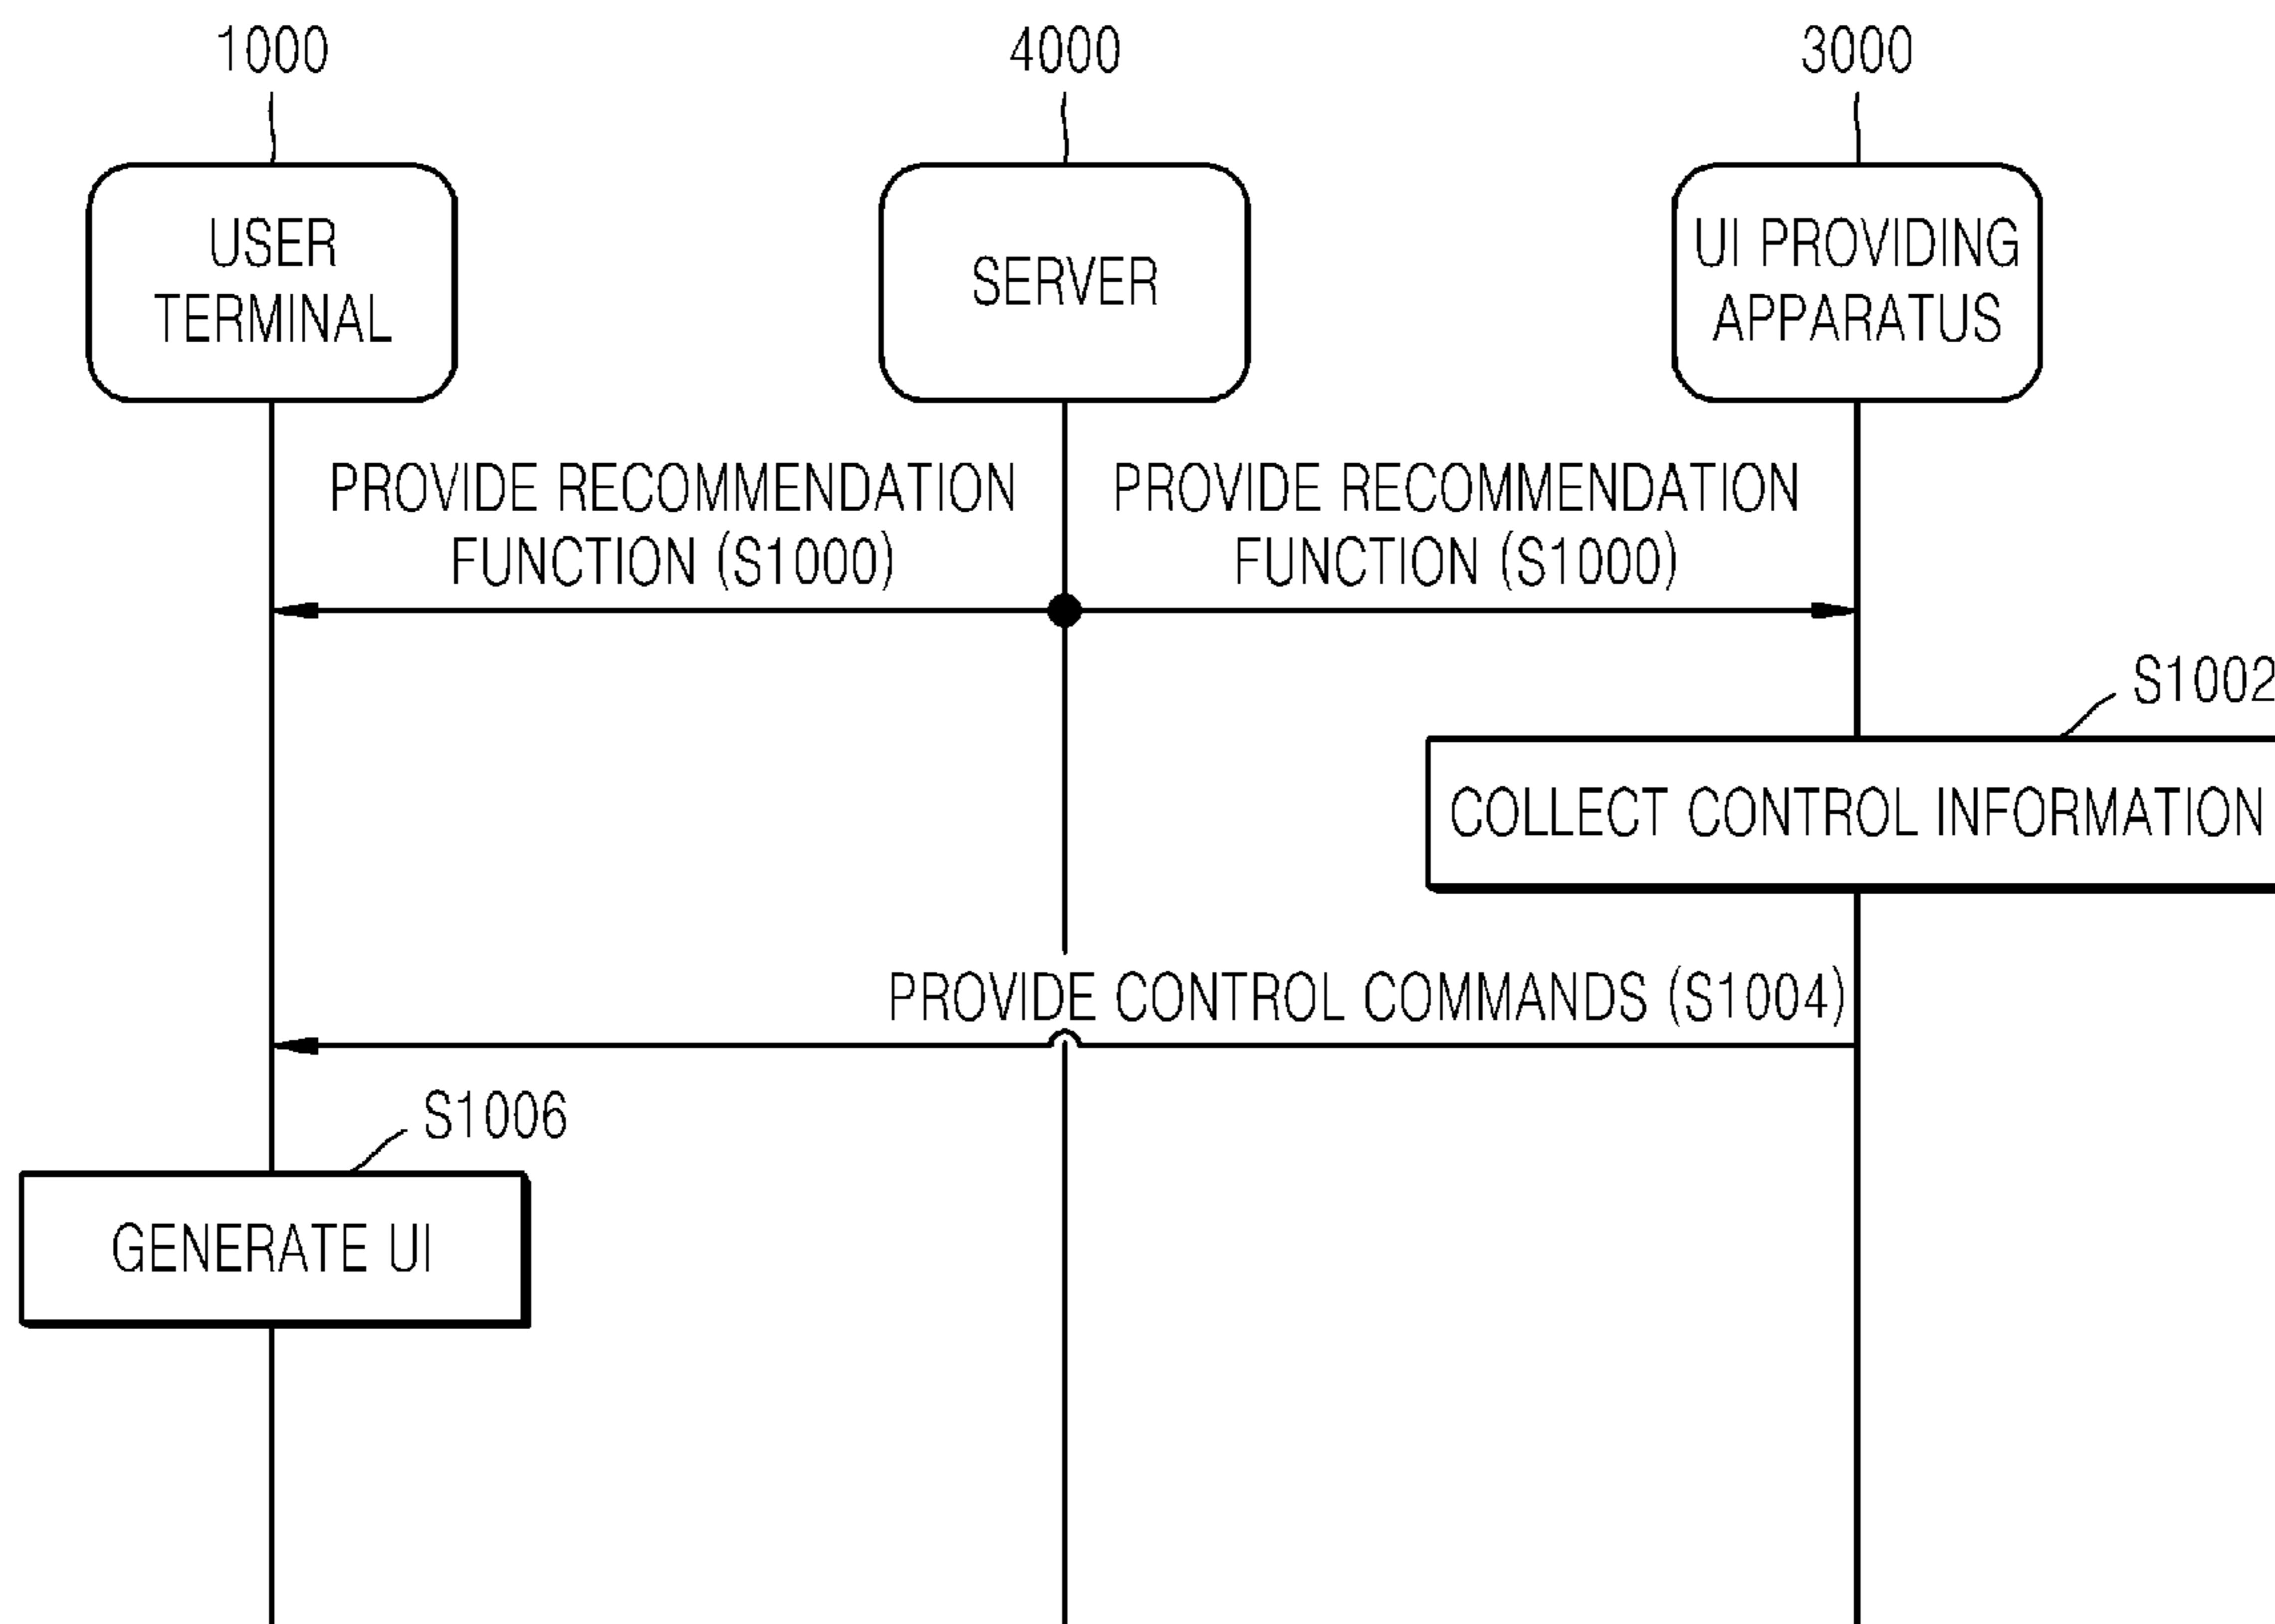 1000
4000
3000
USER
TERMINAL
SERVER
UI PROVIDING
APPARATUS
PROVIDE RECOMMENDATION
FUNCTION (S1000)
PROVIDE RECOMMENDATION
FUNCTION (S1000)
S1002
COLLECT CONTROL INFORMATION
PROVIDE CONTROL COMMANDS (S1004)
S1006
GENERATE UI